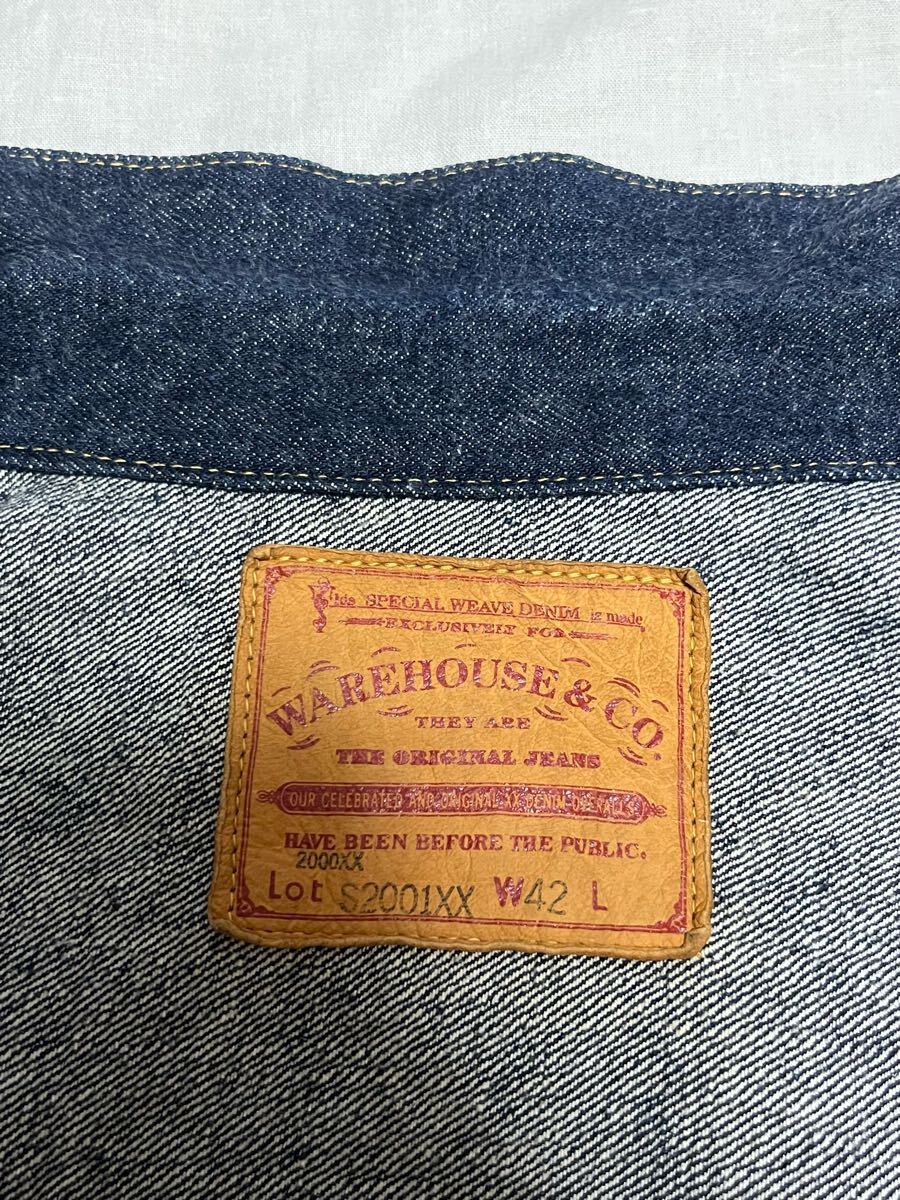 This SPECIAL WEAVE DENIM is made
EXCLUSIVELY FOR
WAREHOUSE & CO.
THEY ARE
THE ORIGINAL JEANS
OUR CELEBRATED AND ORIGINAL XX DENIM OVERALLS
HAVE BEEN BEFORE THE PUBLIC.
2000XX
Lot S2001XX W42 L